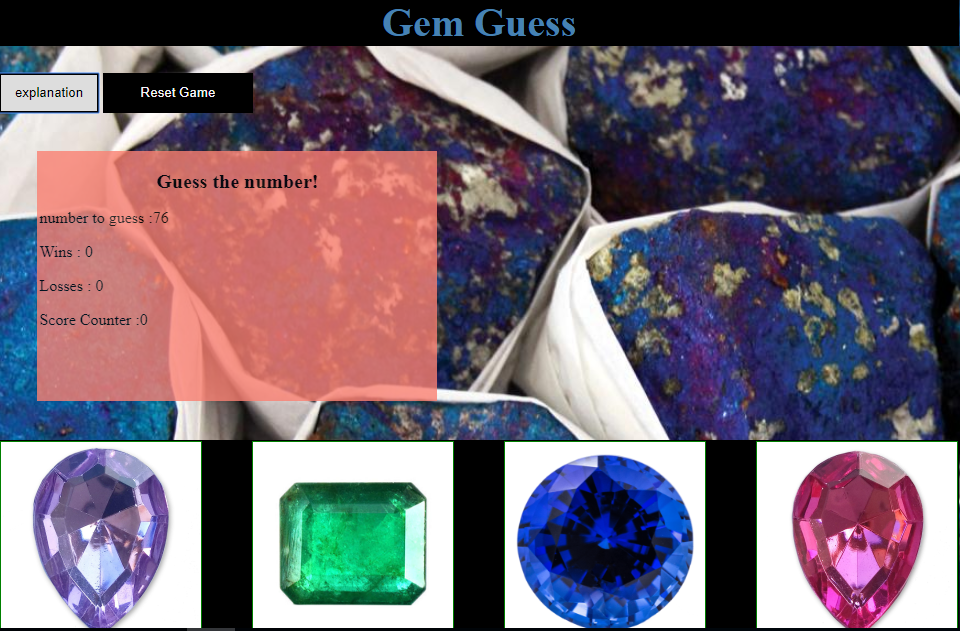 Gem Guess
explanation
Reset Game
Guess the number!
number to guess :76
Wins : 0
Losses : 0
Score Counter :0